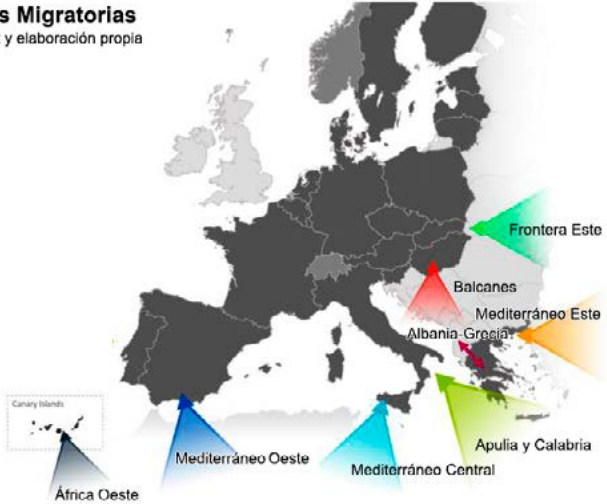 s Migratorias
y elaboración propia
Frontera Este
Balcanes
Mediterráneo Este
Albania-Grecia
Canary Islands
Apulia y Calabria
Mediterráneo Oeste
Mediterráneo Central
África Oeste